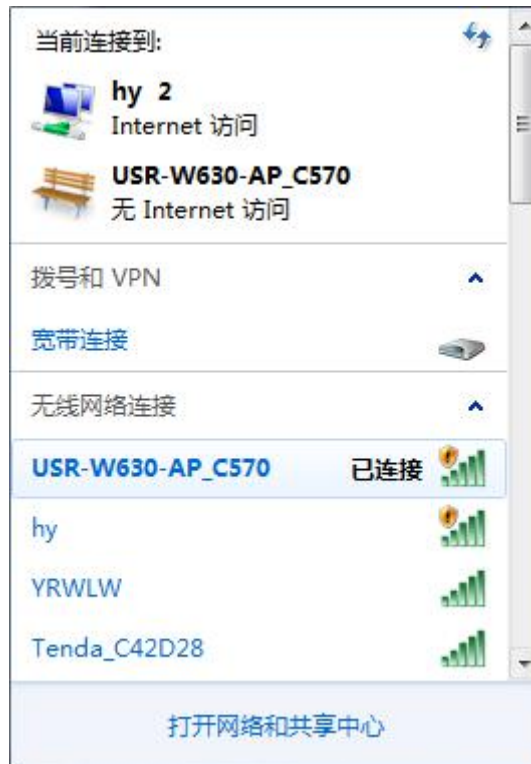 当前连接到:
hy 2
Internet 访问
USR-W630-AP_C570
无 Internet 访问
拨号和 VPN
宽带连接
无线网络连接
USR-W630-AP_C570 已连接
hy
YRWLW
Tenda_C42D28
打开网络和共享中心